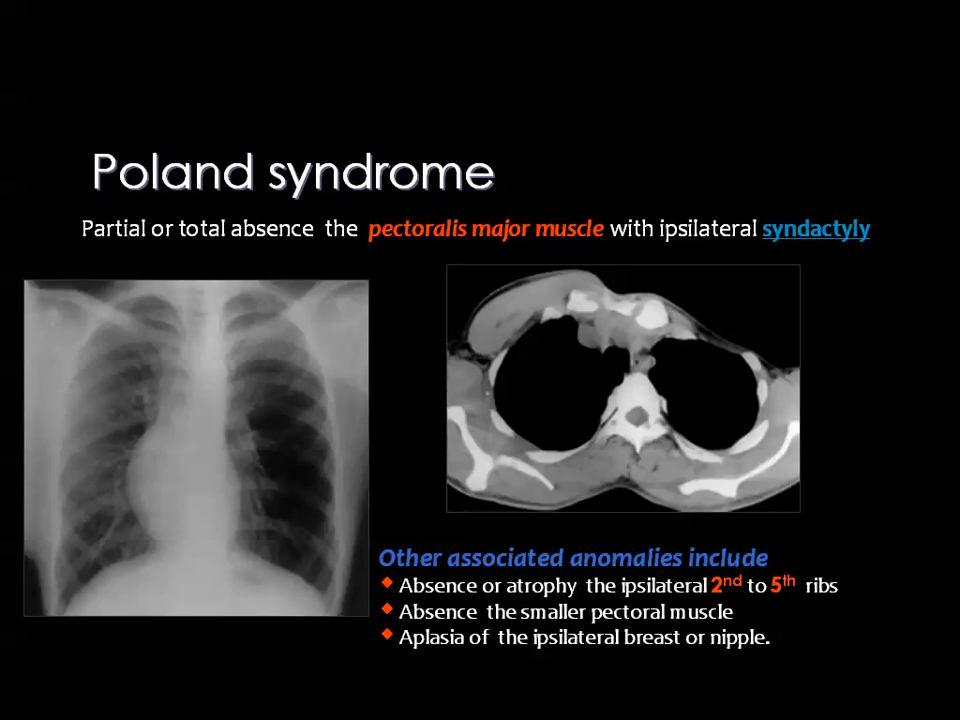 Poland syndrome
Partial or total absence the pectoralis major muscle with ipsilateral syndactyly
Other associated anomalies include
Absence or atrophy the ipsilateral 2nd to 5th ribs
Absence the smaller pectoral muscle
Aplasia of the ipsilateral breast or nipple.